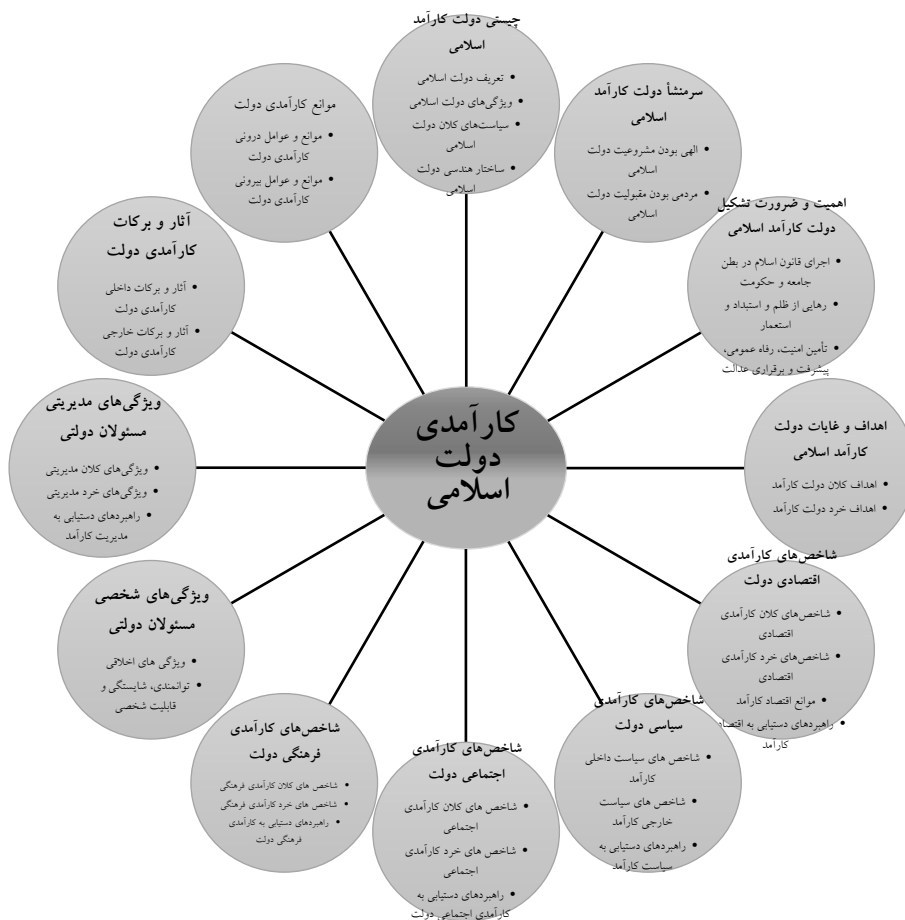 چیستی دولت کارآمد
اسلامی
• تعریف دولت اسلامی
• ویژگی‌های دولت اسلامی
• سیاست‌های کلان دولت
اسلامی
• ساختار هندسی دولت
اسلامی
سرمنشأ دولت کارآمد
اسلامی
• الهی بودن مشروعیت دولت
اسلامی
• مردمی بودن مقبولیت دولت
اسلامی
اهمیت و ضرورت تشکیل
دولت کارآمد اسلامی
• اجرای قانون اسلام در بطن
جامعه و حکومت
• رهایی از ظلم و استبداد و
استعمار
• تأمین امنیت، رفاه عمومی،
پیشرفت و برقراری عدالت
اهداف و غایات دولت
کارآمد اسلامی
• اهداف کلان دولت کارآمد
• اهداف خرد دولت کارآمد
شاخص‌های کارآمدی
اقتصادی دولت
• شاخص‌های کلان کارآمدی
اقتصادی
• شاخص‌های خرد کارآمدی
اقتصادی
• موانع اقتصاد کارآمد
• راهبردهای دستیابی به اقتصاد
کارآمد
شاخص‌های کارآمدی
سیاسی دولت
• شاخص های سیاست داخلی
کارآمد
• شاخص های سیاست
خارجی کارآمد
• راهبردهای دستیابی به
سیاست کارآمد
شاخص‌های کارآمدی
اجتماعی دولت
• شاخص های کلان کارآمدی
اجتماعی
• شاخص های خرد کارآمدی
اجتماعی
• راهبردهای دستیابی به
کارآمدی اجتماعی دولت
شاخص‌های کارآمدی
فرهنگی دولت
• شاخص های کلان کارآمدی فرهنگی
• شاخص های خرد کارآمدی فرهنگی
• راهبردهای دستیابی به کارآمدی
فرهنگی دولت
ویژگی‌های شخصی
مسئولان دولتی
• ویژگی های اخلاقی
• توانمندی، شایستگی و
قابلیت شخصی
ویژگی‌های مدیریتی
مسئولان دولتی
• ویژگی‌های کلان مدیریتی
• ویژگی‌های خرد مدیریتی
• راهبردهای دستیابی به
مدیریت کارآمد
آثار و برکات
کارآمدی دولت
• آثار و برکات داخلی
کارآمدی دولت
• آثار و برکات خارجی
کارآمدی دولت
موانع کارآمدی دولت
• موانع و عوامل درونی
کارآمدی دولت
• موانع و عوامل بیرونی
کارآمدی دولت
کارآمدی
دولت
اسلامی